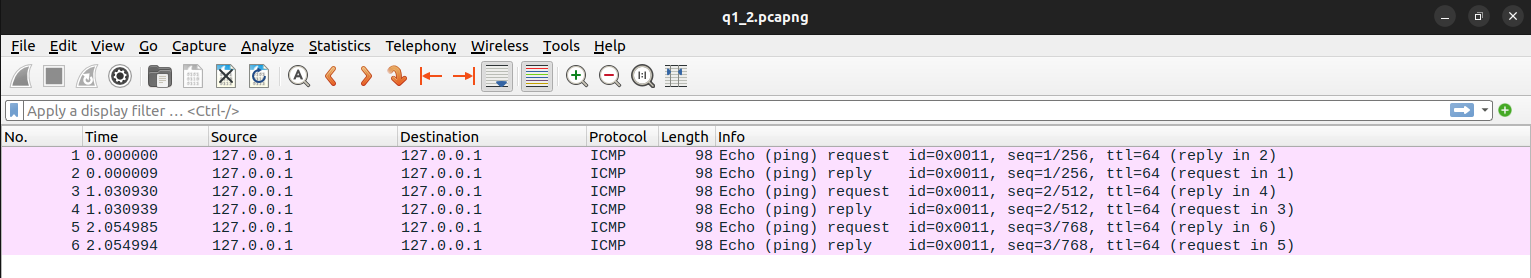 q1_2.pcapng
File Edit View Go Capture Analyze Statistics Telephony Wireless Tools Help
Apply a display filter … <Ctrl-/>
No. Time Source Destination Protocol Length Info
1 0.000000 127.0.0.1 127.0.0.1 ICMP 98 Echo (ping) request id=0x0011, seq=1/256, ttl=64 (reply in 2)
2 0.000009 127.0.0.1 127.0.0.1 ICMP 98 Echo (ping) reply id=0x0011, seq=1/256, ttl=64 (request in 1)
3 1.030930 127.0.0.1 127.0.0.1 ICMP 98 Echo (ping) request id=0x0011, seq=2/512, ttl=64 (reply in 4)
4 1.030939 127.0.0.1 127.0.0.1 ICMP 98 Echo (ping) reply id=0x0011, seq=2/512, ttl=64 (request in 3)
5 2.054985 127.0.0.1 127.0.0.1 ICMP 98 Echo (ping) request id=0x0011, seq=3/768, ttl=64 (reply in 6)
6 2.054994 127.0.0.1 127.0.0.1 ICMP 98 Echo (ping) reply id=0x0011, seq=3/768, ttl=64 (request in 5)